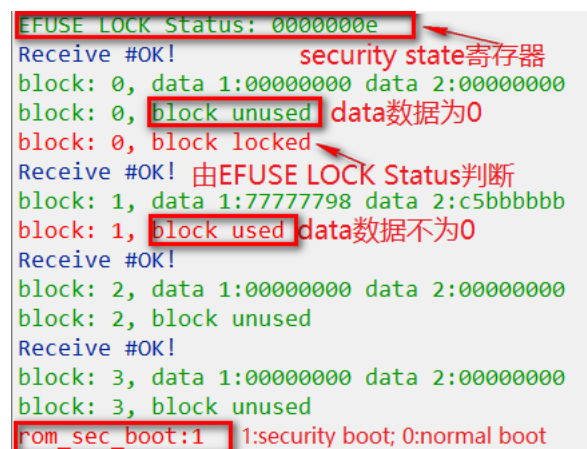 EFUSE LOCK Status: 0000000e
Receive #OK! security state寄存器
block: 0, data 1:00000000 data 2:00000000
block: 0, block unused data数据为0
block: 0, block locked
Receive #OK! 由EFUSE LOCK Status判断
block: 1, data 1:77777798 data 2:c5bbbbbb
block: 1, block used data数据不为0
Receive #OK!
block: 2, data 1:00000000 data 2:00000000
block: 2, block unused
Receive #OK!
block: 3, data 1:00000000 data 2:00000000
block: 3, block unused
rom_sec_boot:1 1:security boot; 0:normal boot